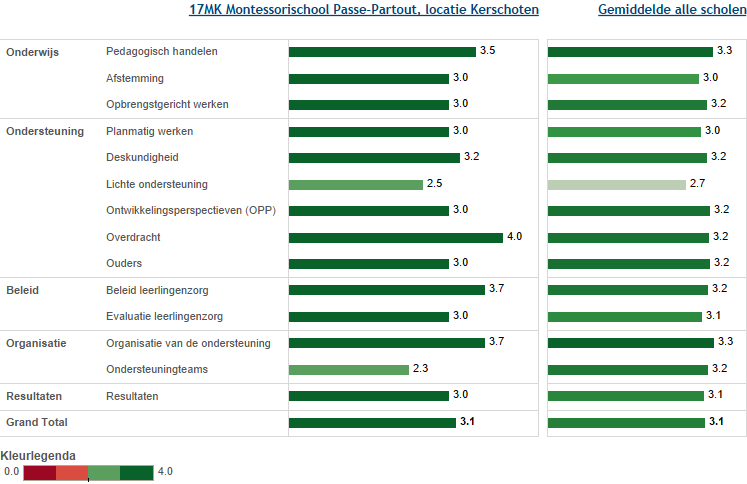 17MK Montessorischool Passe-Partout, locatie Kerschoten Gemiddelde alle scholen
Onderwijs Pedagogisch handelen 3.5 3.3
Afstemming 3.0 3.0
Opbrengstgericht werken 3.0 3.2
Ondersteuning Planmatig werken 3.0 3.0
Deskundigheid 3.2 3.2
Lichte ondersteuning 2.5 2.7
Ontwikkelingsperspectieven (OPP) 3.0 3.2
Overdracht 4.0 3.2
Ouders 3.0 3.2
Beleid Beleid leerlingenzorg 3.7 3.2
Evaluatie leerlingenzorg 3.0 3.1
Organisatie Organisatie van de ondersteuning 3.7 3.3
Ondersteuningteams 2.3 3.2
Resultaten Resultaten 3.0 3.1
Grand Total 3.1 3.1
Kleurlegenda
0.0 4.0